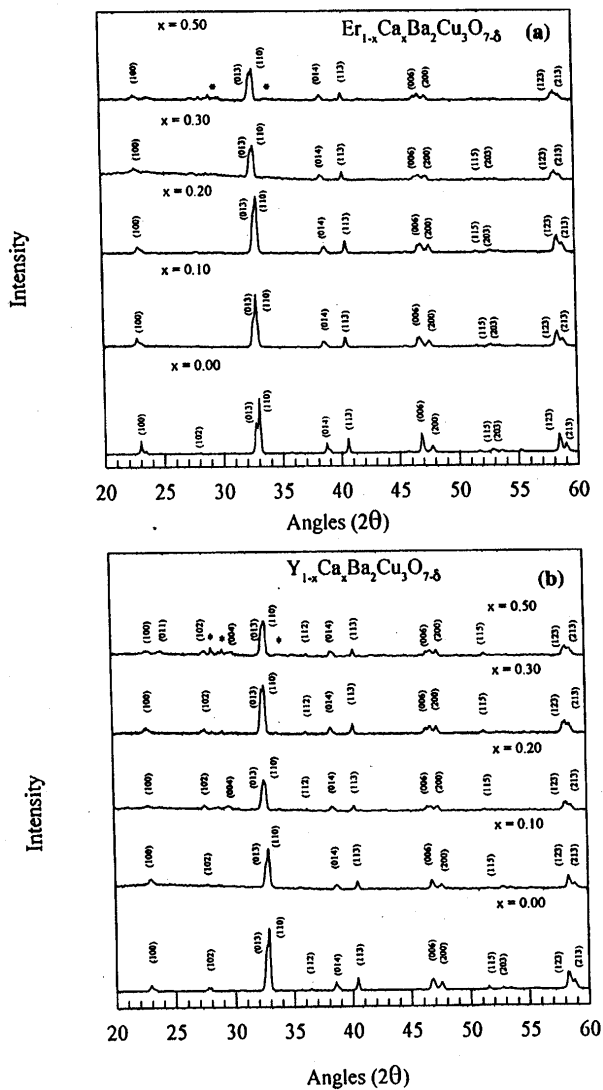 x = 0.50
Er1-xCaxBa2Cu3O7-δ (a)
(100) * (013) (110) * (014) (113) (006) (200) (123) (213)
x = 0.30
(100) (013) (110) (014) (113) (006) (200) (115) (203) (123) (213)
x = 0.20
(100) (013) (110) (014) (113) (006) (200) (115) (203) (123) (213)
x = 0.10
(100) (013) (110) (014) (113) (006) (200) (115) (203) (123) (213)
x = 0.00
(100) (102) (013) (110) (014) (113) (006) (200) (115) (203) (123) (213)
Intensity
20 25 30 35 40 45 50 55 60
Angles (2θ)
Y1-xCaxBa2Cu3O7-δ (b)
x = 0.50
(100) (011) (102) * * (004) (013) (110) * (112) (014) (113) (006) (200) (115) (123) (213)
x = 0.30
(100) (102) (013) (110) (112) (014) (113) (006) (200) (115) (123) (213)
x = 0.20
(100) (102) (004) (013) (110) (112) (014) (113) (006) (200) (115) (123) (213)
x = 0.10
(100) (102) (013) (110) (014) (113) (006) (200) (115) (123) (213)
x = 0.00
(100) (102) (013) (110) (112) (014) (113) (006) (200) (115) (203) (123) (213)
Intensity
20 25 30 35 40 45 50 55 60
Angles (2θ)